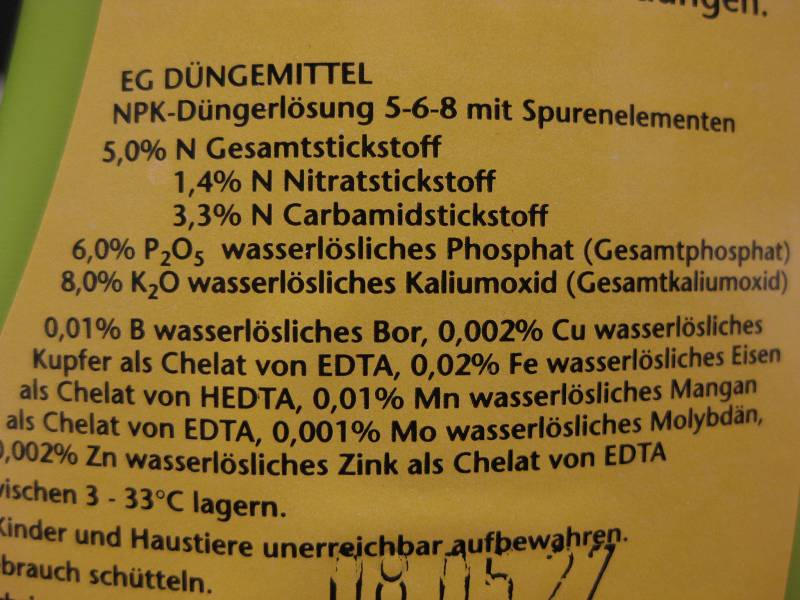 EG DÜNGEMITTEL
NPK-Düngerlösung 5-6-8 mit Spurenelementen
5,0% N Gesamtstickstoff
1,4% N Nitratstickstoff
3,3% N Carbamidstickstoff
6,0% P₂O₅ wasserlösliches Phosphat (Gesamtphosphat)
8,0% K₂O wasserlösliches Kaliumoxid (Gesamtkaliumoxid)
0,01% B wasserlösliches Bor, 0,002% Cu wasserlösliches
Kupfer als Chelat von EDTA, 0,02% Fe wasserlösliches Eisen
als Chelat von HEDTA, 0,01% Mn wasserlösliches Mangan
als Chelat von EDTA, 0,001% Mo wasserlösliches Molybdän,
0,002% Zn wasserlösliches Zink als Chelat von EDTA
3 - 33°C lagern.
Kinder und Haustiere unerreichbar aufbewahren.
brauch schütteln.